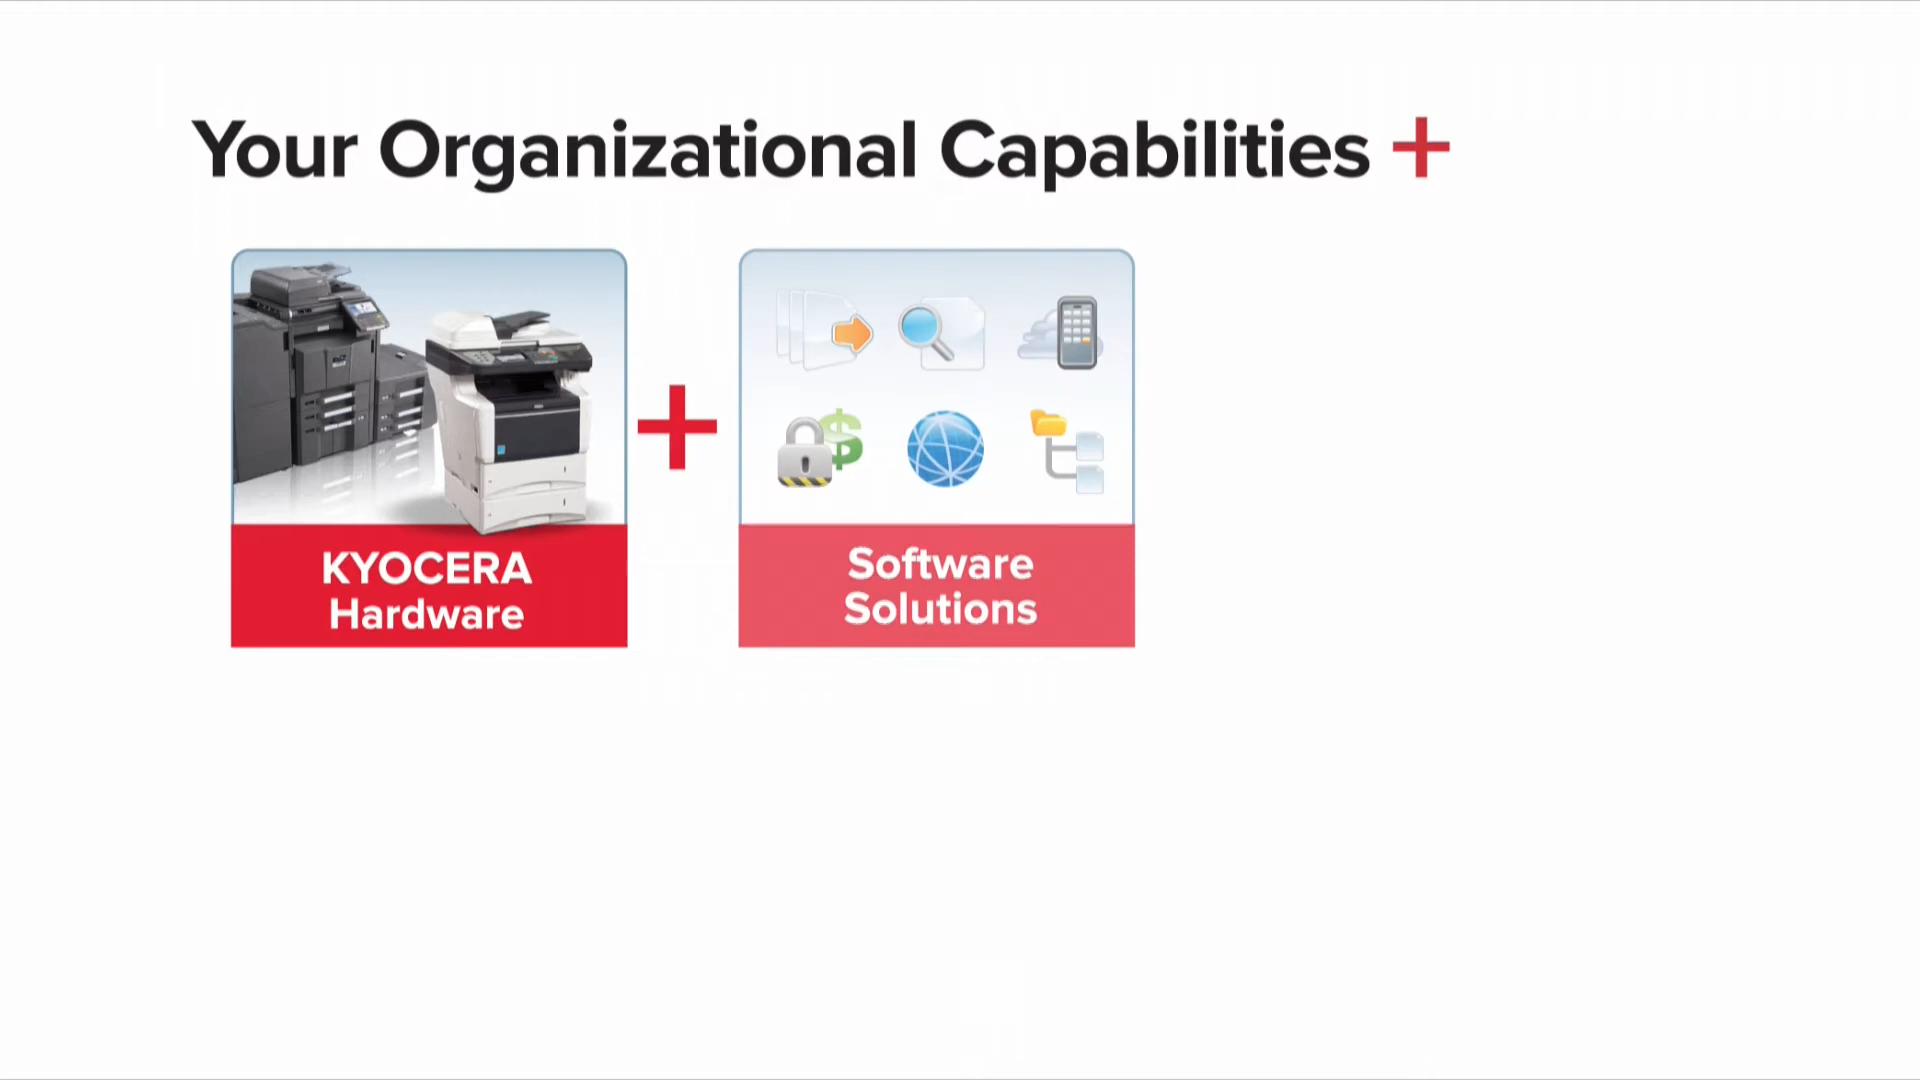 Your Organizational Capabilities +
KYOCERA
Hardware
+
Software
Solutions